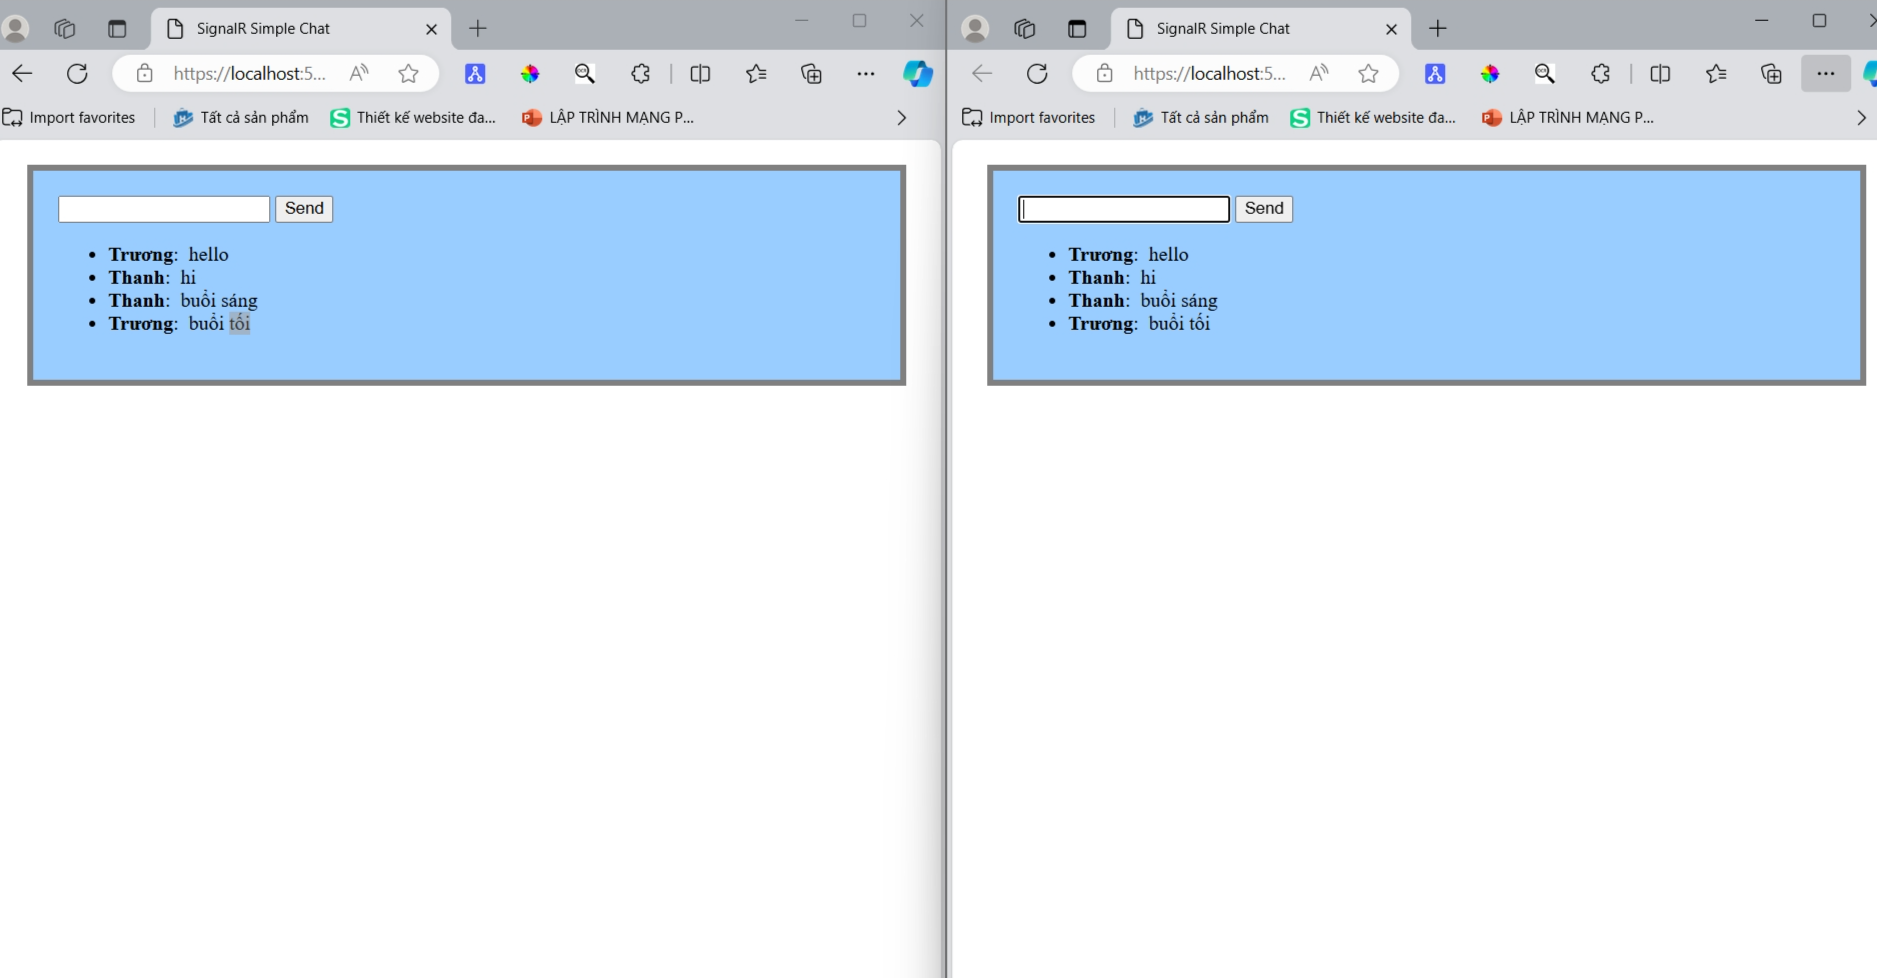 SignalR Simple Chat
https://localhost:5...
Import favorites
Tất cả sản phẩm
Thiết kế website đa...
LẬP TRÌNH MẠNG P...
Send
Trương: hello
Thanh: hi
Thanh: buổi sáng
Trương: buổi tối
SignalR Simple Chat
https://localhost:5...
Import favorites
Tất cả sản phẩm
Thiết kế website đa...
LẬP TRÌNH MẠNG P...
Send
Trương: hello
Thanh: hi
Thanh: buổi sáng
Trương: buổi tối